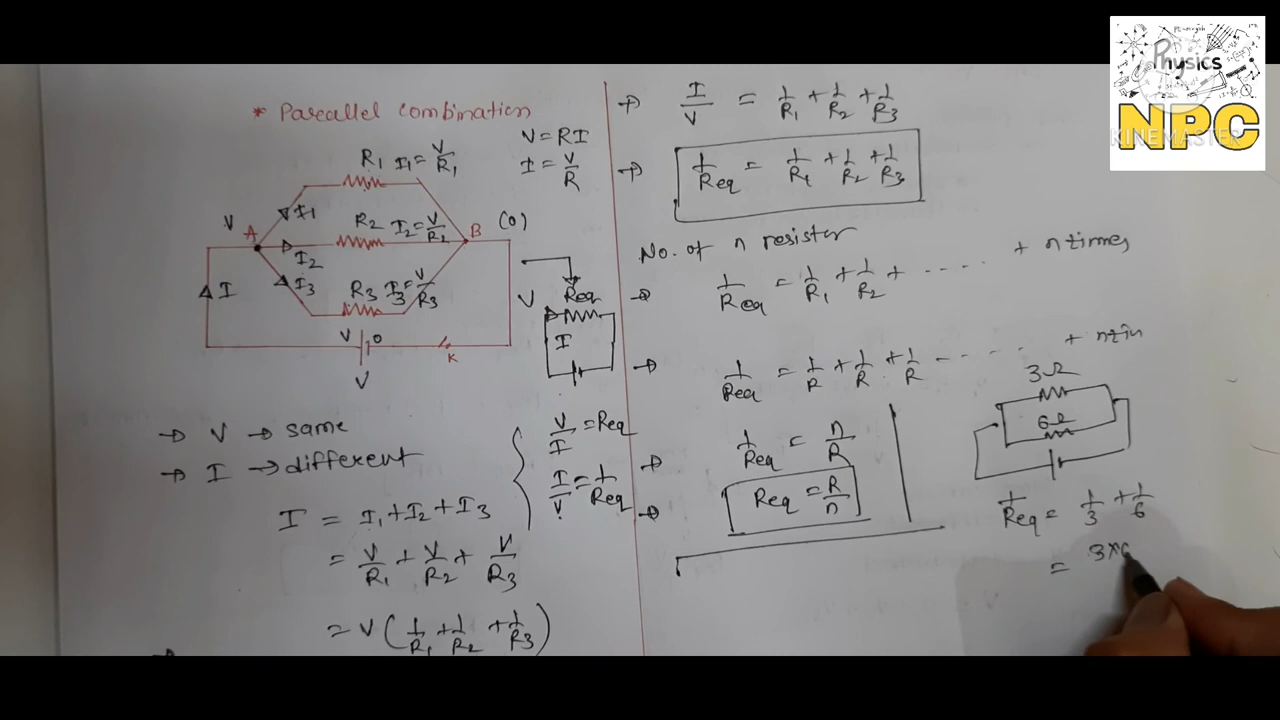 Physics
NPC
KINEMASTER
* Parallel combination
V = RI
I = V/R
R1 I1 = V/R1
V
I1
R2 I2 = V/R2
A
B (0)
I2
I3
R3 I3 = V/R3
I
V 0
K
V
Req
V
I
→ V → same
→ I → different
I = I1 + I2 + I3
= V/R1 + V/R2 + V/R3
= V (1/R1 + 1/R2 + 1/R3)
V/I = Req
I/V = 1/Req
→ I/V = 1/R1 + 1/R2 + 1/R3
→ 1/Req = 1/R1 + 1/R2 + 1/R3
No. of n resister
→ 1/Req = 1/R1 + 1/R2 + ---- + n times
→ 1/Req = 1/R + 1/R + 1/R ----- +
→ 1/Req = n/R
→ Req = R/n
3Ω
6Ω
1/Req = 1/3 + 1/6
= 3×